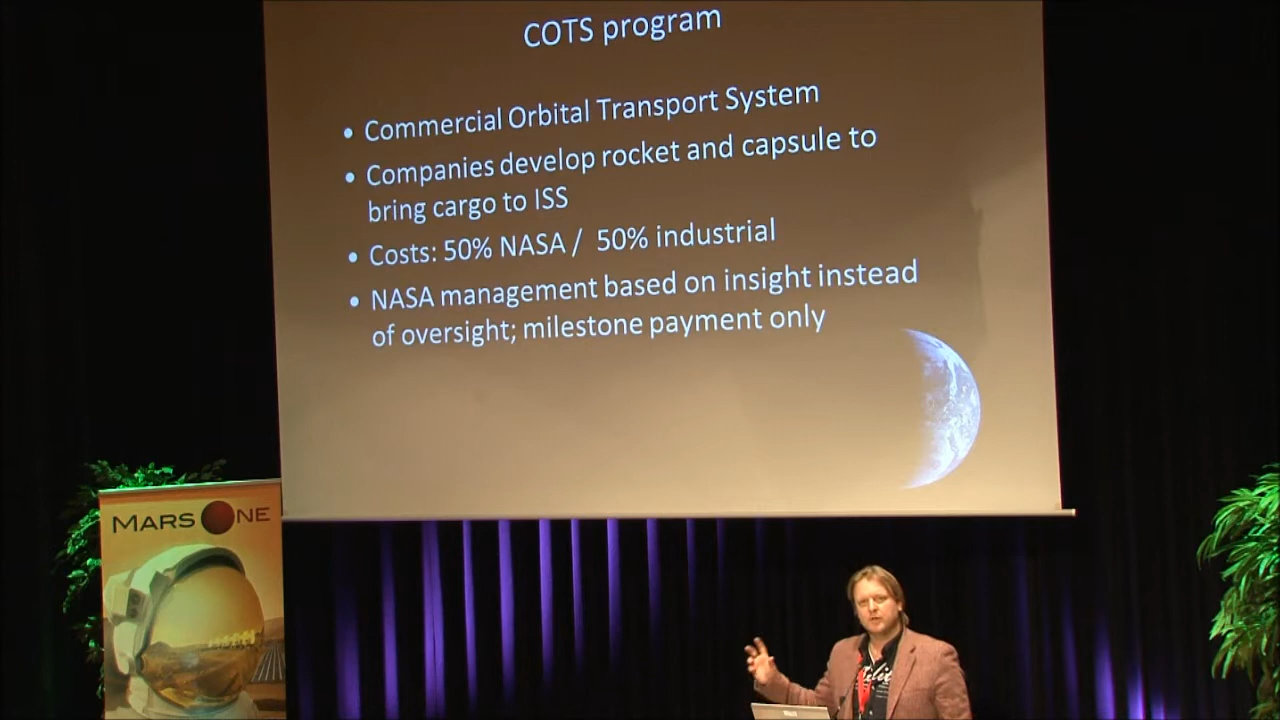 COTS program
• Commercial Orbital Transport System
• Companies develop rocket and capsule to
bring cargo to ISS
• Costs: 50% NASA / 50% industrial
• NASA management based on insight instead
of oversight; milestone payment only
MARS ONE